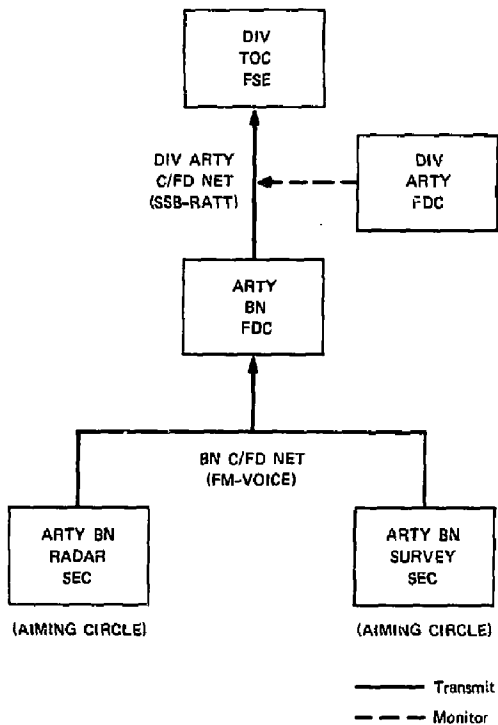 DIV
TOC
FSE
DIV ARTY
C/FD NET
(SSB-RATT)
DIV
ARTY
FDC
ARTY
BN
FDC
BN C/FD NET
(FM-VOICE)
ARTY BN
RADAR
SEC
(AIMING CIRCLE)
ARTY BN
SURVEY
SEC
(AIMING CIRCLE)
Transmit
Monitor